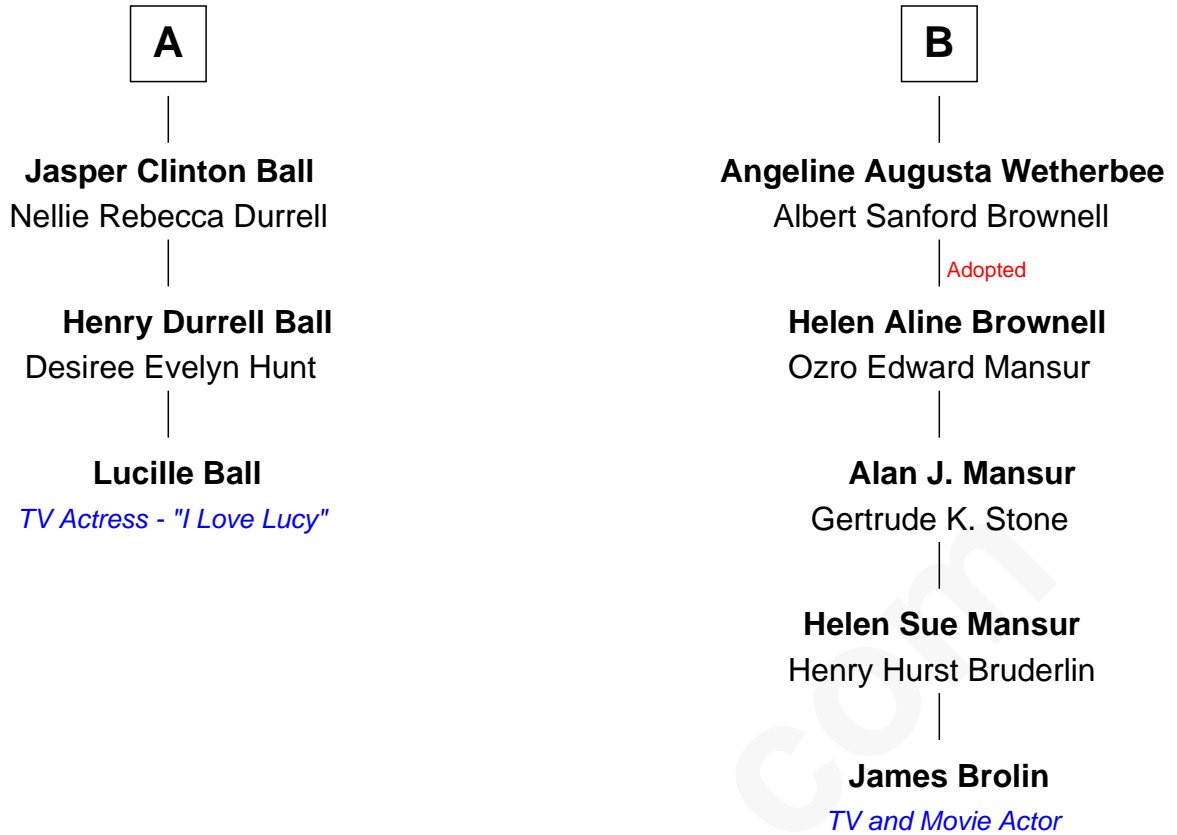 A
Jasper Clinton Ball
Nellie Rebecca Durrell
Henry Durrell Ball
Desiree Evelyn Hunt
Lucille Ball
TV Actress - "I Love Lucy"
B
Angeline Augusta Wetherbee
Albert Sanford Brownell
Adopted
Helen Aline Brownell
Ozro Edward Mansur
Alan J. Mansur
Gertrude K. Stone
Helen Sue Mansur
Henry Hurst Bruderlin
James Brolin
TV and Movie Actor
com